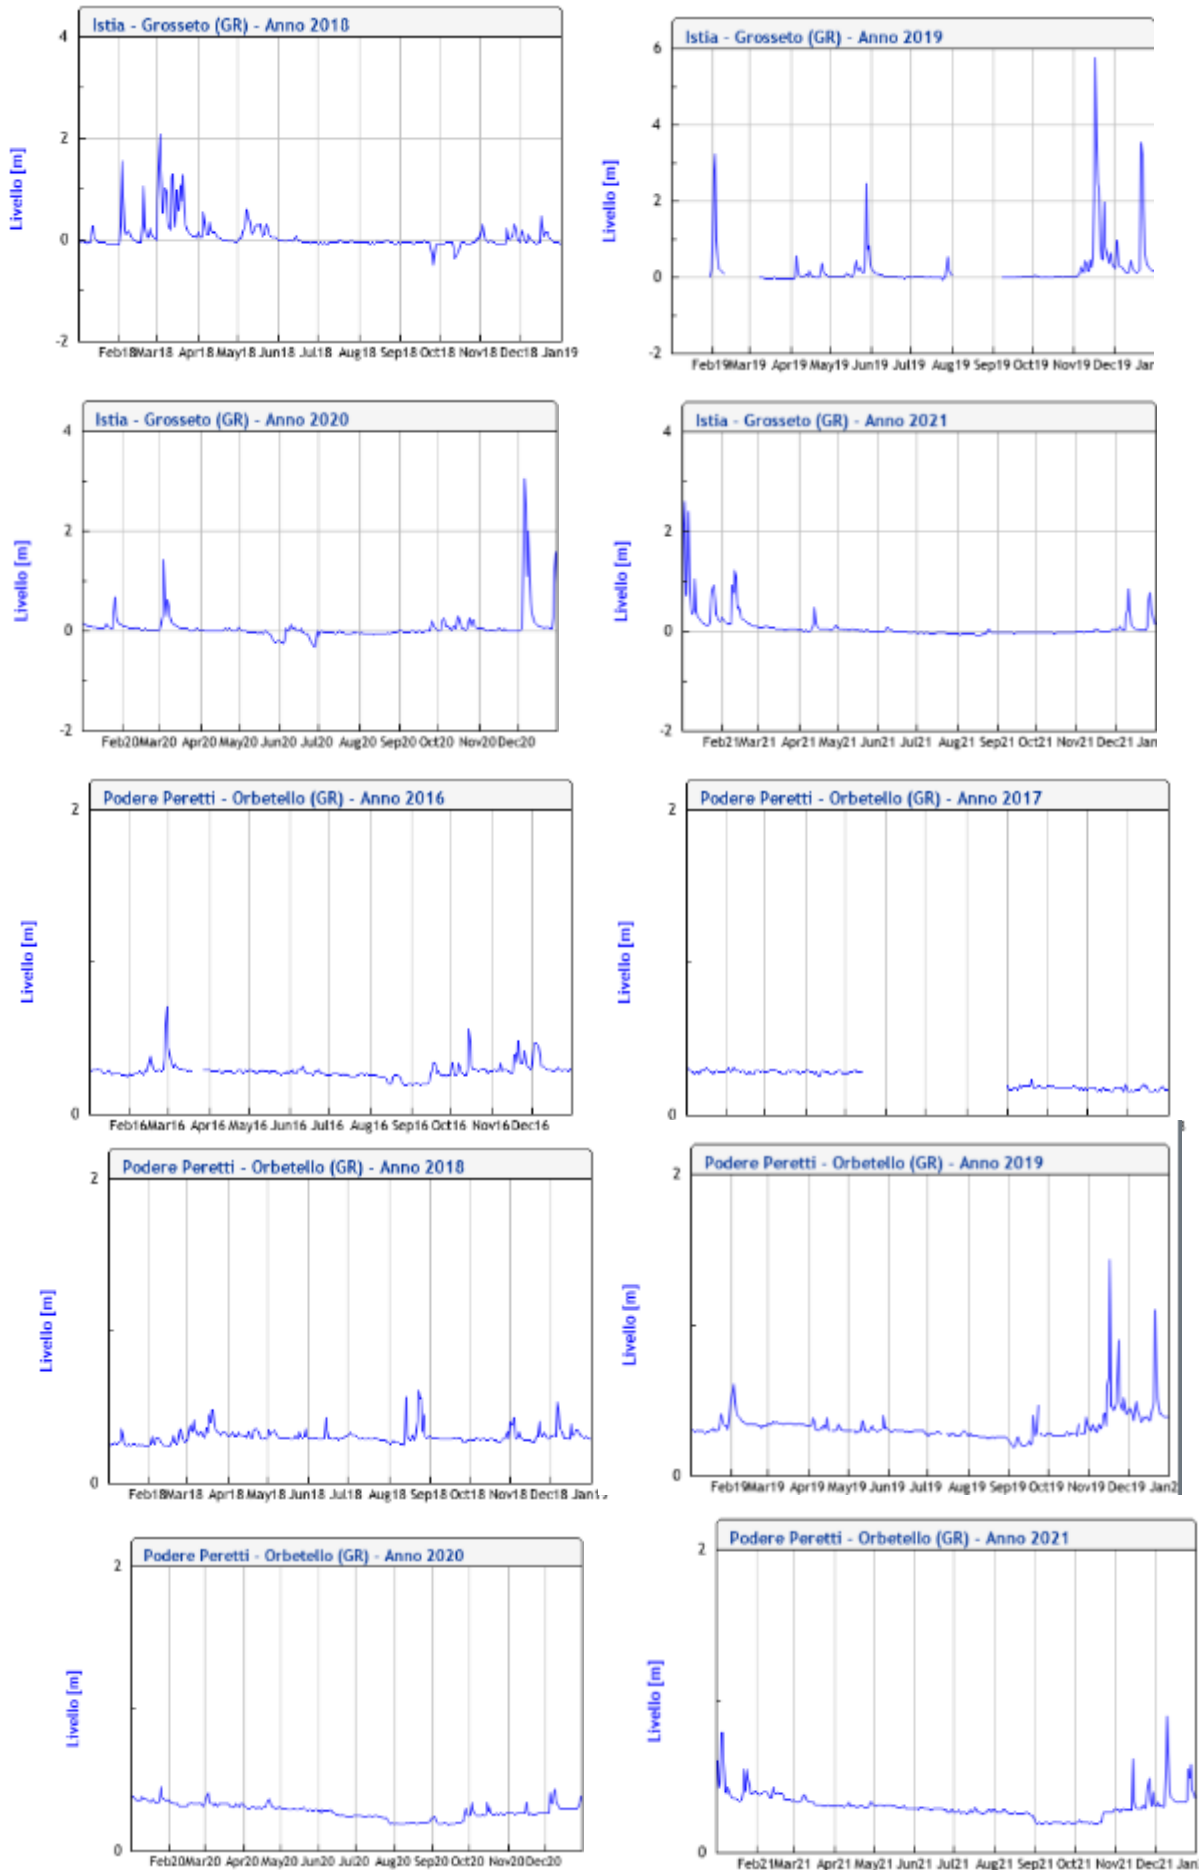 Istia - Grosseto (GR) - Anno 2018
4
2
0
-2
Livello [m]
Feb18 Mar18 Apr18 May18 Jun18 Jul18 Aug18 Sep18 Oct18 Nov18 Dec18 Jan19
Istia - Grosseto (GR) - Anno 2019
6
4
2
0
-2
Livello [m]
Feb19 Mar19 Apr19 May19 Jun19 Jul19 Aug19 Sep19 Oct19 Nov19 Dec19 Jan
Istia - Grosseto (GR) - Anno 2020
4
2
0
-2
Livello [m]
Feb20 Mar20 Apr20 May20 Jun20 Jul20 Aug20 Sep20 Oct20 Nov20 Dec20
Istia - Grosseto (GR) - Anno 2021
4
2
0
-2
Livello [m]
Feb21 Mar21 Apr21 May21 Jun21 Jul21 Aug21 Sep21 Oct21 Nov21 Dec21 Jan
Podere Peretti - Orbetello (GR) - Anno 2016
2
0
Livello [m]
Feb16 Mar16 Apr16 May16 Jun16 Jul16 Aug16 Sep16 Oct16 Nov16 Dec16
Podere Peretti - Orbetello (GR) - Anno 2017
2
0
Livello [m]
Podere Peretti - Orbetello (GR) - Anno 2018
2
0
Livello [m]
Feb18 Mar18 Apr18 May18 Jun18 Jul18 Aug18 Sep18 Oct18 Nov18 Dec18
Podere Peretti - Orbetello (GR) - Anno 2019
2
0
Livello [m]
Feb19 Mar19 Apr19 May19 Jun19 Jul19 Aug19 Sep19 Oct19 Nov19 Dec19 Jan2
Podere Peretti - Orbetello (GR) - Anno 2020
2
0
Livello [m]
Feb20 Mar20 Apr20 May20 Jun20 Jul20 Aug20 Sep20 Oct20 Nov20 Dec20
Podere Peretti - Orbetello (GR) - Anno 2021
2
0
Livello [m]
Feb21 Mar21 Apr21 May21 Jun21 Jul21 Aug21 Sep21 Oct21 Nov21 Dec21 Jan